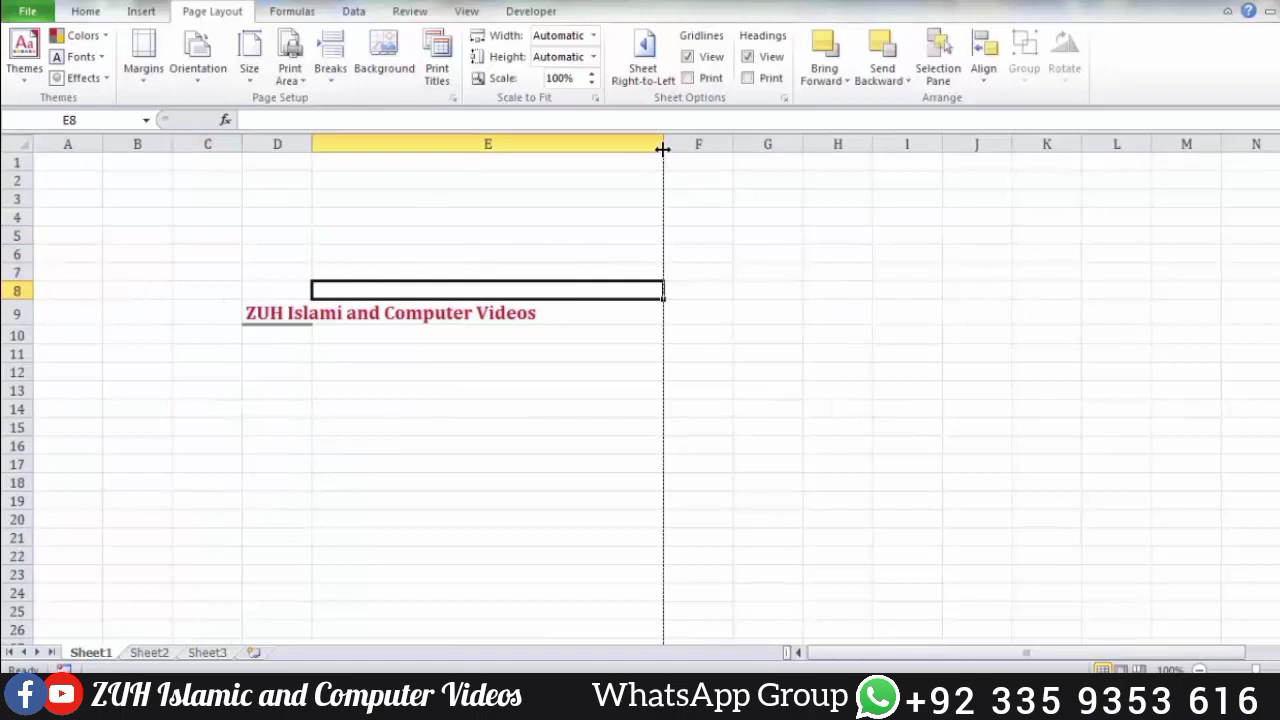 File Home Insert Page Layout Formulas Data Review View Developer
Themes Colors Fonts Effects Margins Orientation Size Print Area Breaks Background Print Titles Width: Automatic Height: Automatic Scale: 100% Sheet Right-to-Left Gridlines View Print Headings View Print Bring Forward Send Backward Selection Pane Align Group Rotate
Themes Page Setup Scale to Fit Sheet Options Arrange
E8 fx
A B C D E F G H I J K L M N
1
2
3
4
5
6
7
8
9 ZUH Islami and Computer Videos
10
11
12
13
14
15
16
17
18
19
20
21
22
23
24
25
26
Sheet1 Sheet2 Sheet3
Ready 100%
ZUH Islamic and Computer Videos WhatsApp Group +92 335 9353 616